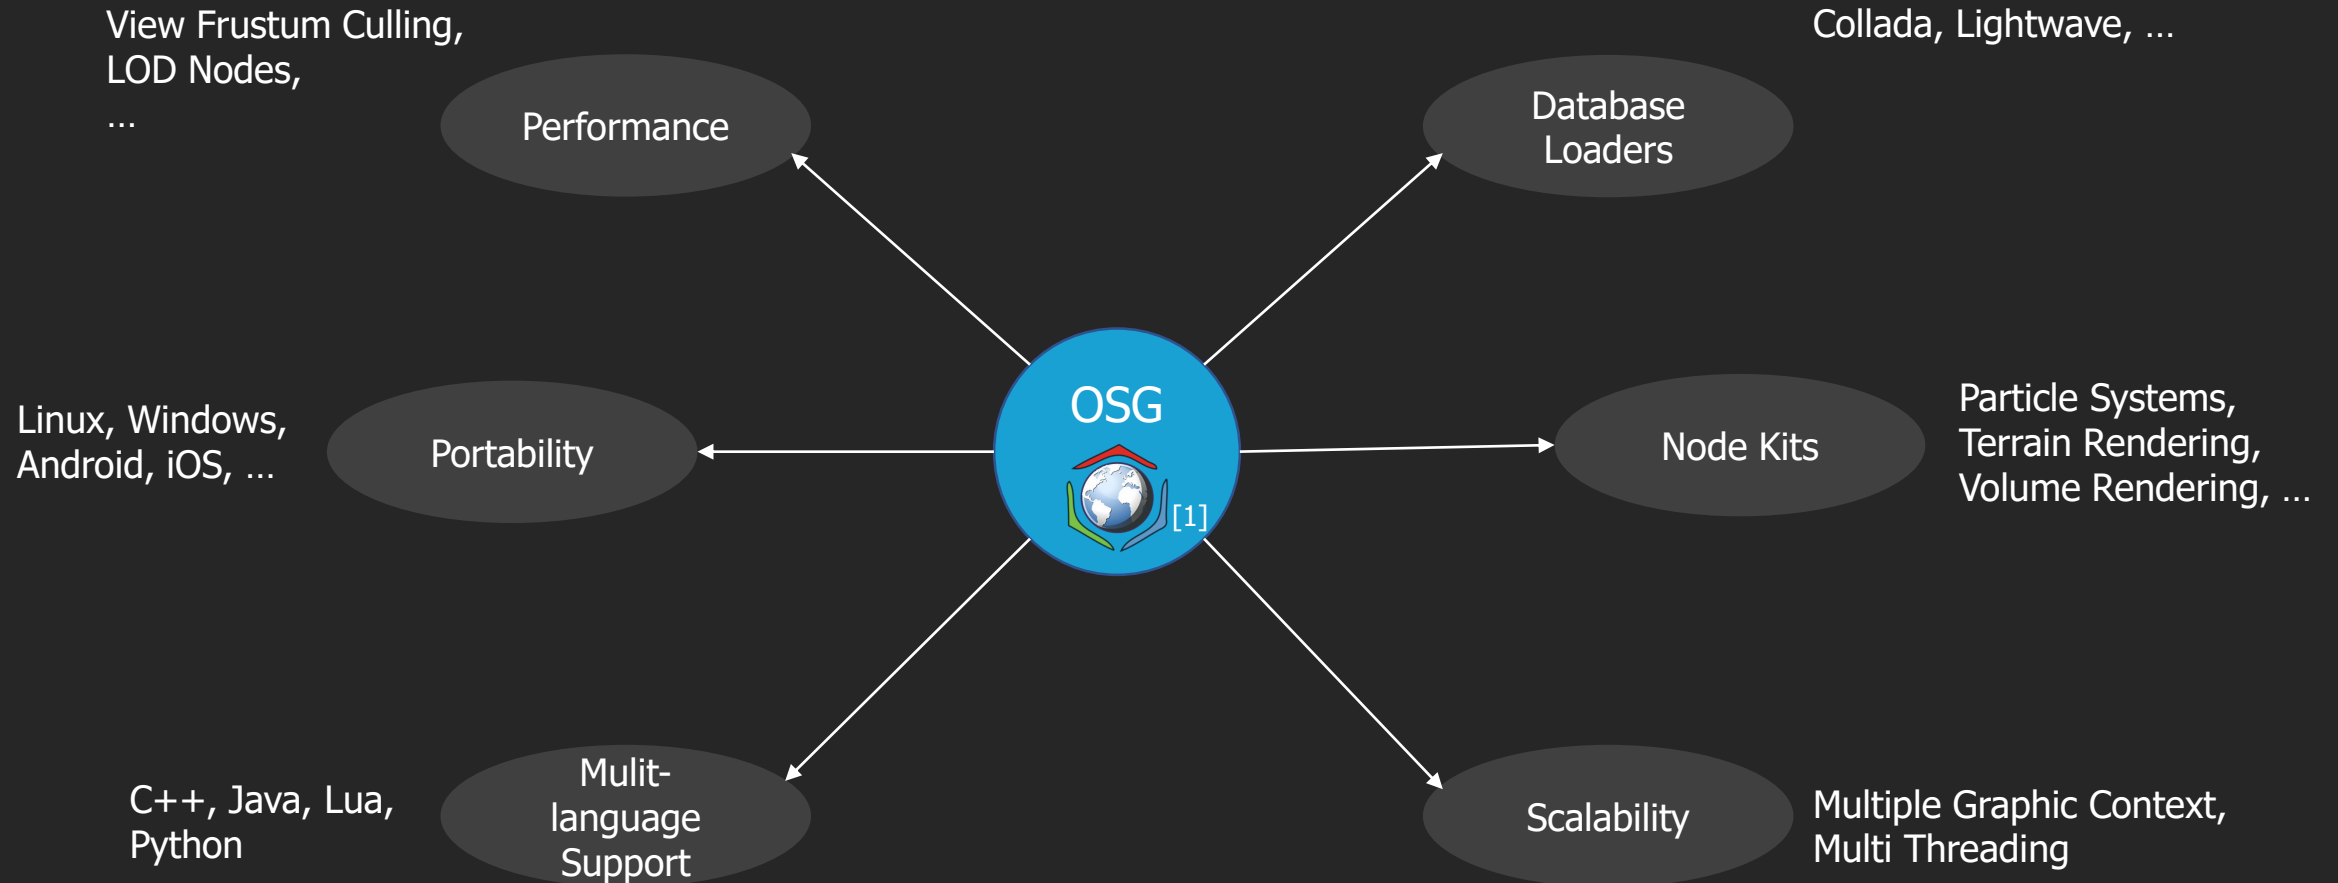 View Frustum Culling,
LOD Nodes,
...
Performance
Collada, Lightwave, ...
Database
Loaders
Linux, Windows,
Android, iOS, ...
Portability
OSG
[1]
Node Kits
Particle Systems,
Terrain Rendering,
Volume Rendering, ...
C++, Java, Lua,
Python
Mulit-
language
Support
Scalability
Multiple Graphic Context,
Multi Threading